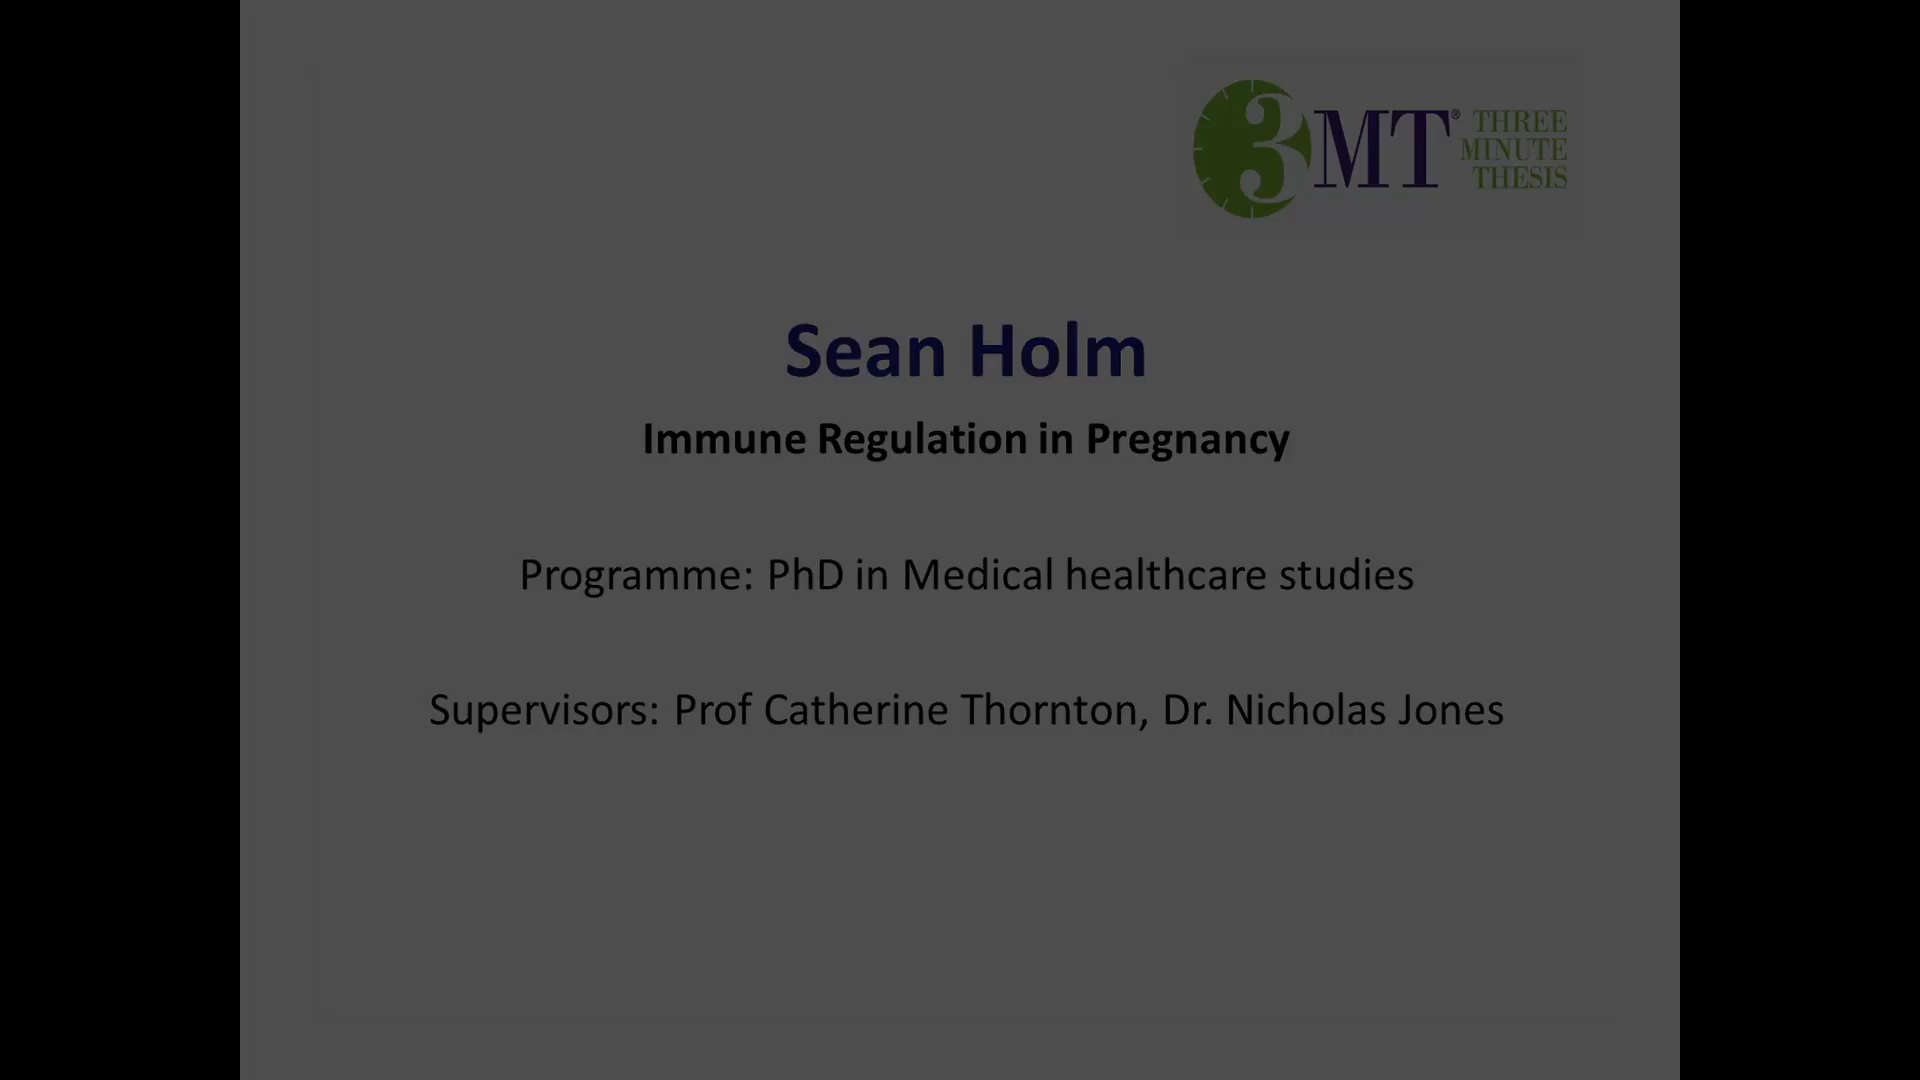 3MT® THREE
MINUTE
THESIS
Sean Holm
Immune Regulation in Pregnancy
Programme: PhD in Medical healthcare studies
Supervisors: Prof Catherine Thornton, Dr. Nicholas Jones